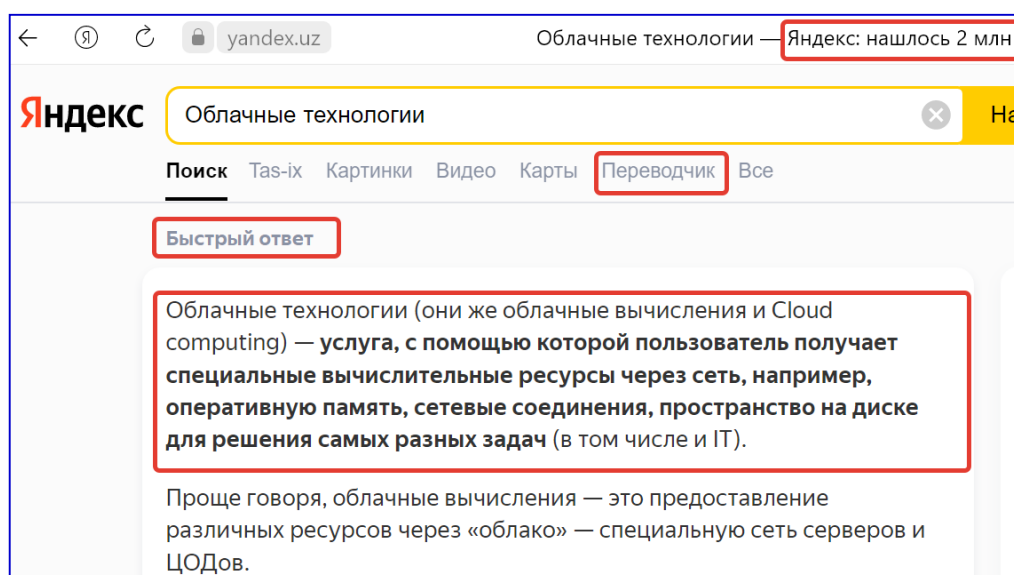 yandex.uz
Облачные технологии — Яндекс: нашлось 2 млн
Яндекс
Облачные технологии
Поиск Tas-ix Картинки Видео Карты Переводчик Все
Быстрый ответ
Облачные технологии (они же облачные вычисления и Cloud
computing) — услуга, с помощью которой пользователь получает
специальные вычислительные ресурсы через сеть, например,
оперативную память, сетевые соединения, пространство на диске
для решения самых разных задач (в том числе и IT).
Проще говоря, облачные вычисления — это предоставление
различных ресурсов через «облако» — специальную сеть серверов и
ЦОДов.